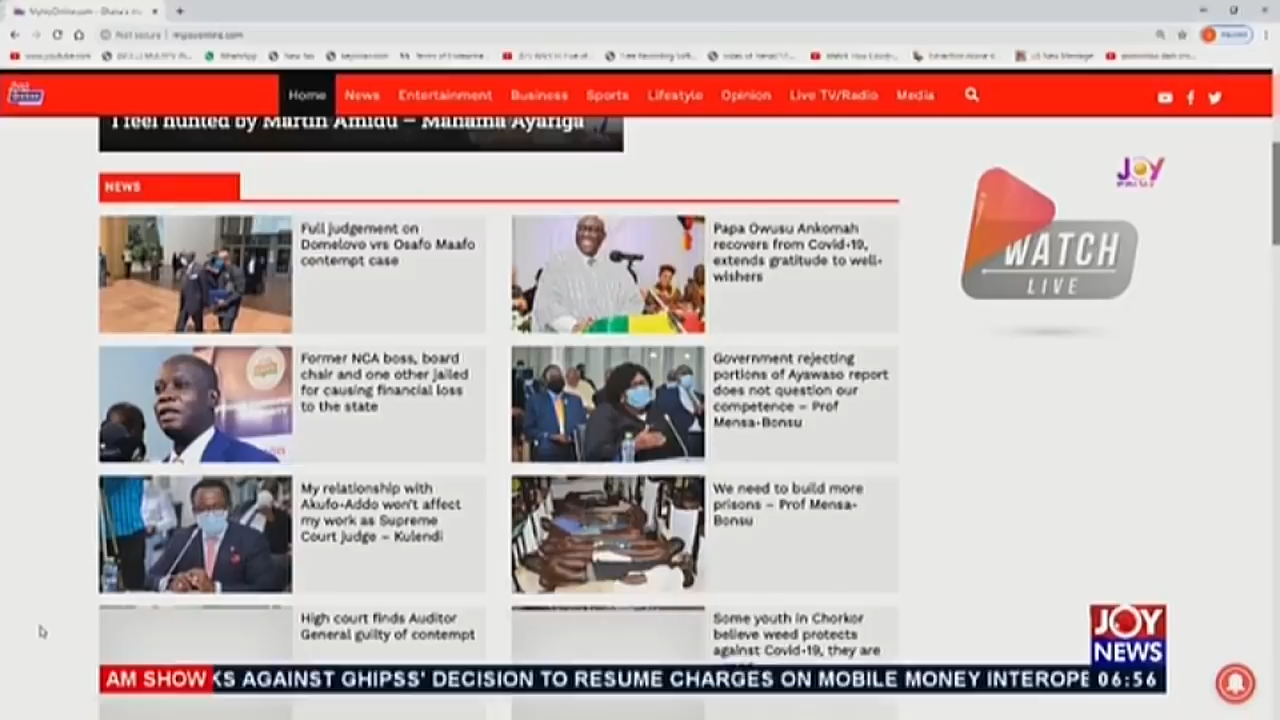 Not secure | myjoyonline.com
Home News Entertainment Business Sports Lifestyle Opinion Live TV/Radio Media
I feel hunted by Martin Amidu – Mahama Ayariga
NEWS
Full judgement on
Domelovo vrs Osafo Maafo
contempt case
Papa Owusu Ankomah
recovers from Covid-19,
extends gratitude to well-
wishers
JOY
WATCH
LIVE
Former NCA boss, board
chair and one other jailed
for causing financial loss
to the state
Government rejecting
portions of Ayawaso report
does not question our
competence – Prof
Mensa-Bonsu
My relationship with
Akufo-Addo won't affect
my work as Supreme
Court judge – Kulendi
We need to build more
prisons – Prof Mensa-
Bonsu
High court finds Auditor
General guilty of contempt
Some youth in Chorkor
believe weed protects
against Covid-19, they are
JOY
NEWS
AM SHOW KS AGAINST GHIPSS' DECISION TO RESUME CHARGES ON MOBILE MONEY INTEROPE 06:56